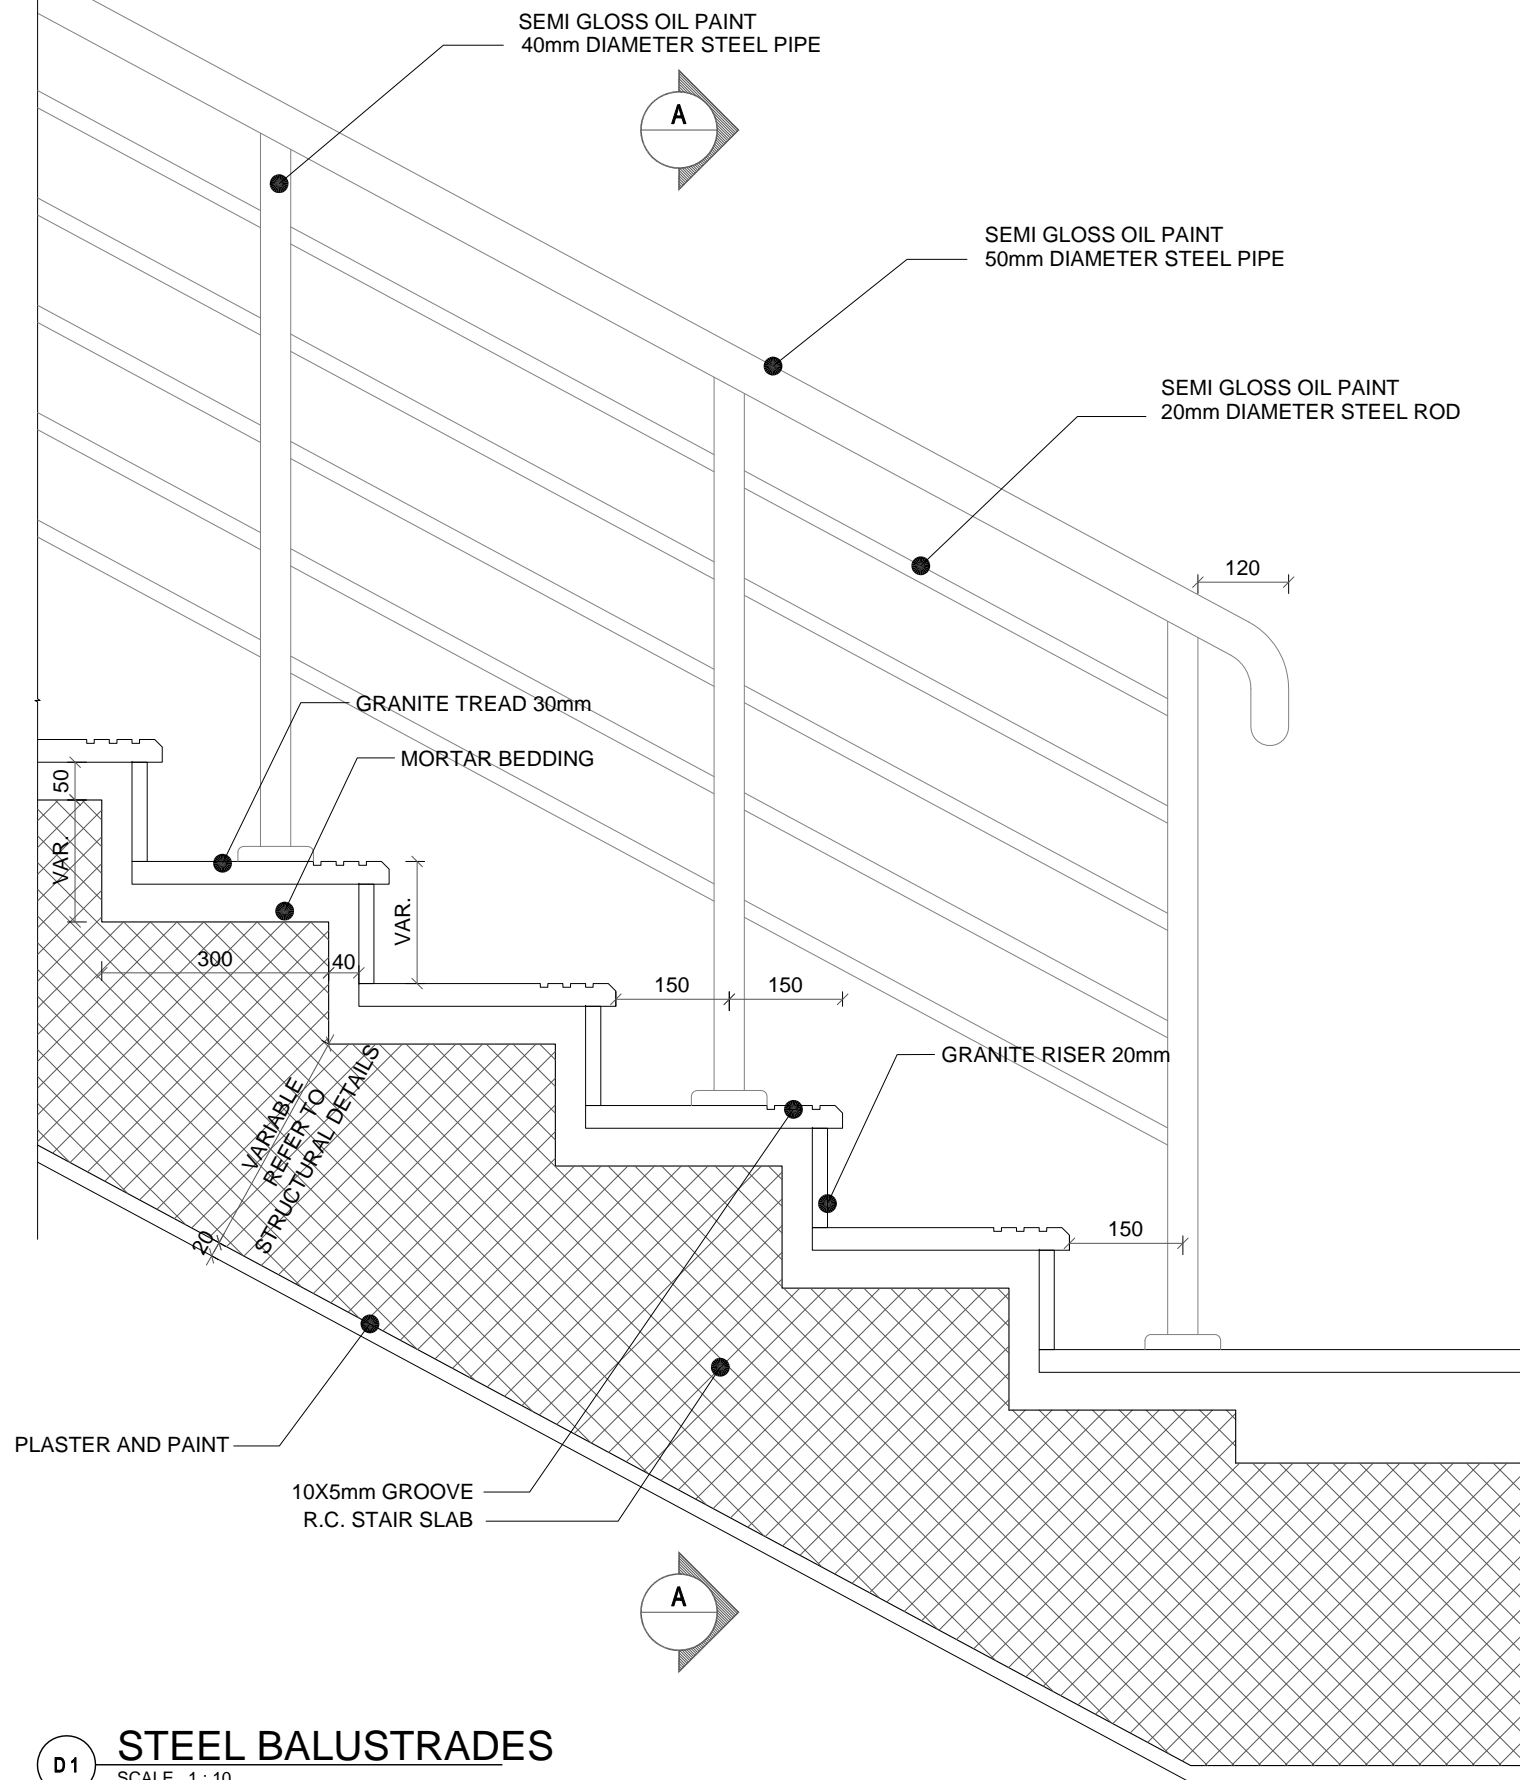 SEMI GLOSS OIL PAINT
40mm DIAMETER STEEL PIPE
A
SEMI GLOSS OIL PAINT
50mm DIAMETER STEEL PIPE
SEMI GLOSS OIL PAINT
20mm DIAMETER STEEL ROD
120
GRANITE TREAD 30mm
MORTAR BEDDING
50
VAR.
VAR.
300
40
150
150
GRANITE RISER 20mm
VARIABLE
REFER TO
STRUCTURAL DETAILS
20
150
PLASTER AND PAINT
10X5mm GROOVE
R.C. STAIR SLAB
A
D1
STEEL BALUSTRADES
SCALE 1 : 10